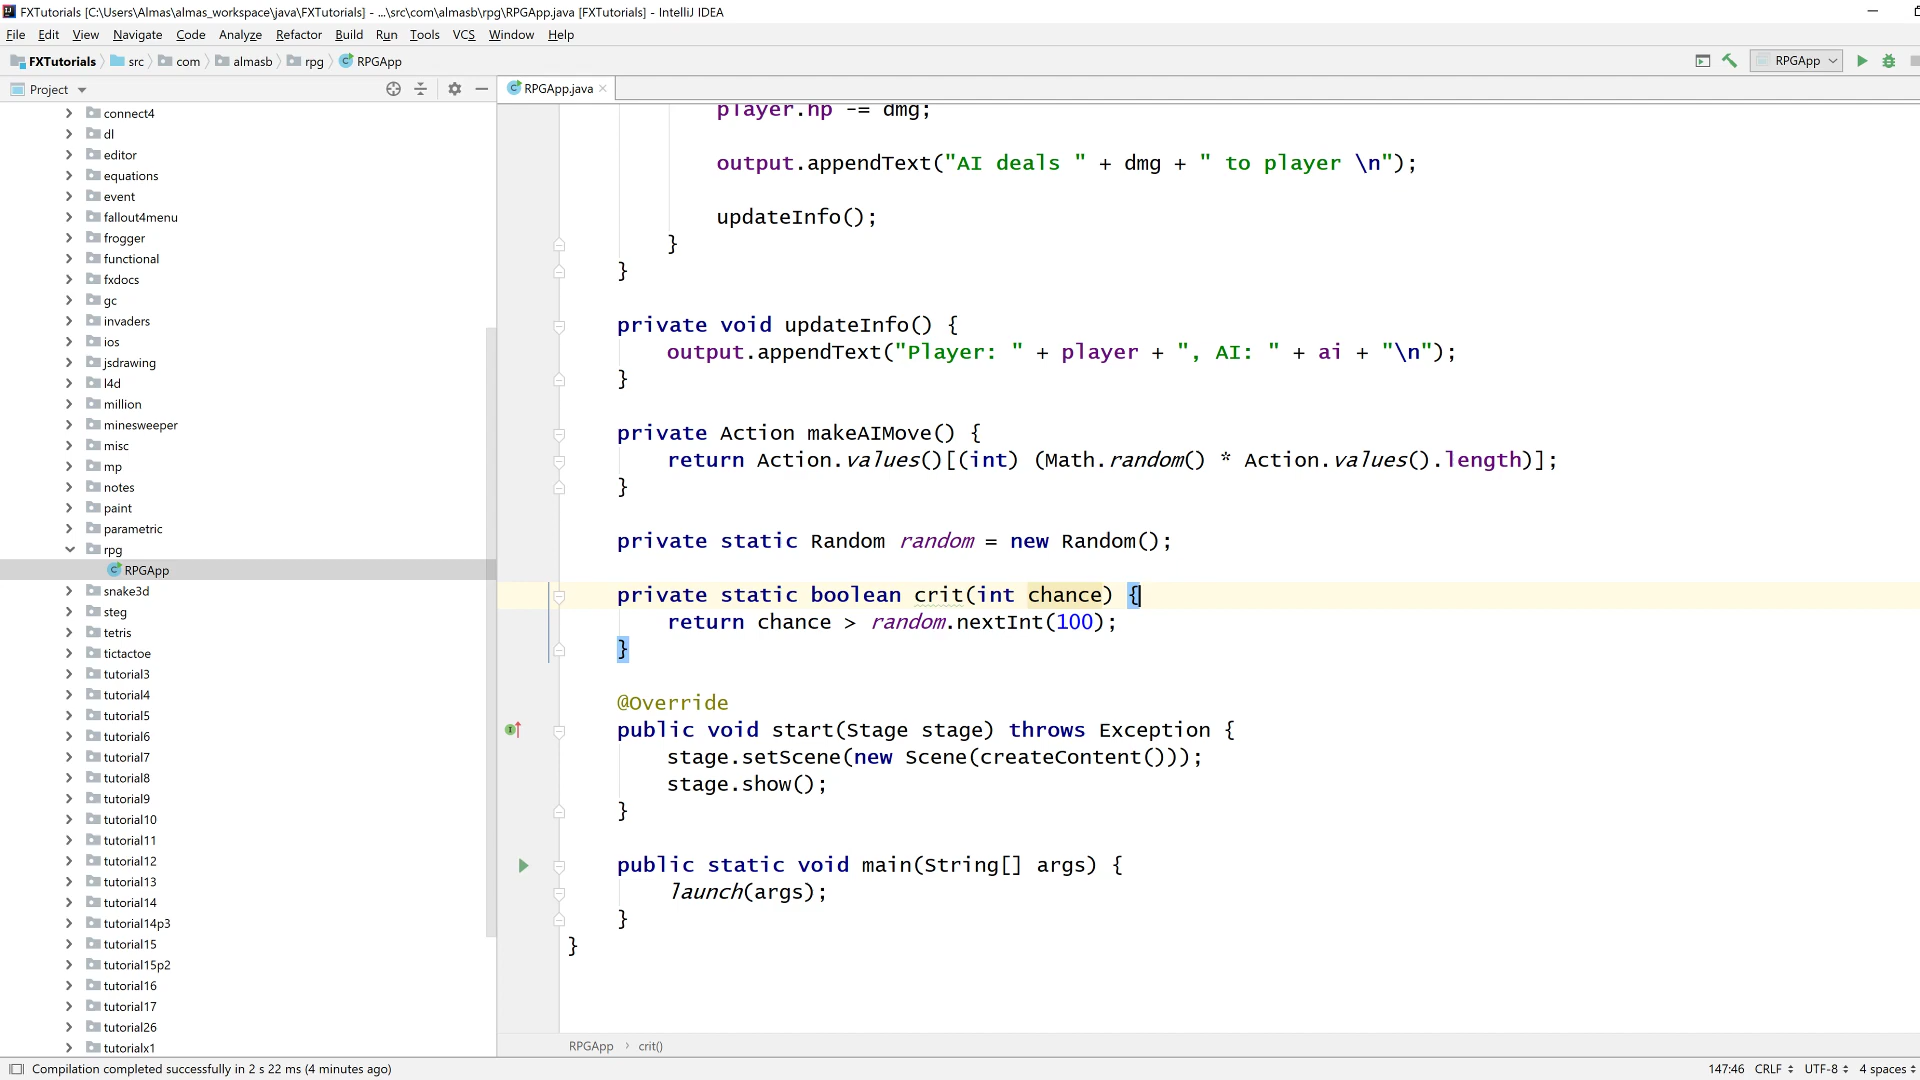 FXTutorials [C:\Users\Almas\almas_workspace\java\FXTutorials] - ...\src\com\almasb\rpg\RPGApp.java [FXTutorials] - IntelliJ IDEA
File Edit View Navigate Code Analyze Refactor Build Run Tools VCS Window Help
FXTutorials src com almasb rpg RPGApp RPGApp
Project
RPGApp.java
connect4
dl
editor
equations
event
fallout4menu
frogger
functional
fxdocs
gc
invaders
ios
jsdrawing
l4d
million
minesweeper
misc
mp
notes
paint
parametric
rpg
RPGApp
snake3d
steg
tetris
tictactoe
tutorial3
tutorial4
tutorial5
tutorial6
tutorial7
tutorial8
tutorial9
tutorial10
tutorial11
tutorial12
tutorial13
tutorial14
tutorial14p3
tutorial15
tutorial15p2
tutorial16
tutorial17
tutorial26
tutorialx1
player.hp -= dmg;
output.appendText("AI deals " + dmg + " to player \n");
updateInfo();
}
}
private void updateInfo() {
output.appendText("Player: " + player + ", AI: " + ai + "\n");
}
private Action makeAIMove() {
return Action.values()[(int) (Math.random() * Action.values().length)];
}
private static Random random = new Random();
private static boolean crit(int chance) {
return chance > random.nextInt(100);
}
@Override
public void start(Stage stage) throws Exception {
stage.setScene(new Scene(createContent()));
stage.show();
}
public static void main(String[] args) {
launch(args);
}
}
RPGApp crit()
Compilation completed successfully in 2 s 22 ms (4 minutes ago)
147:46 CRLF UTF-8 4 spaces